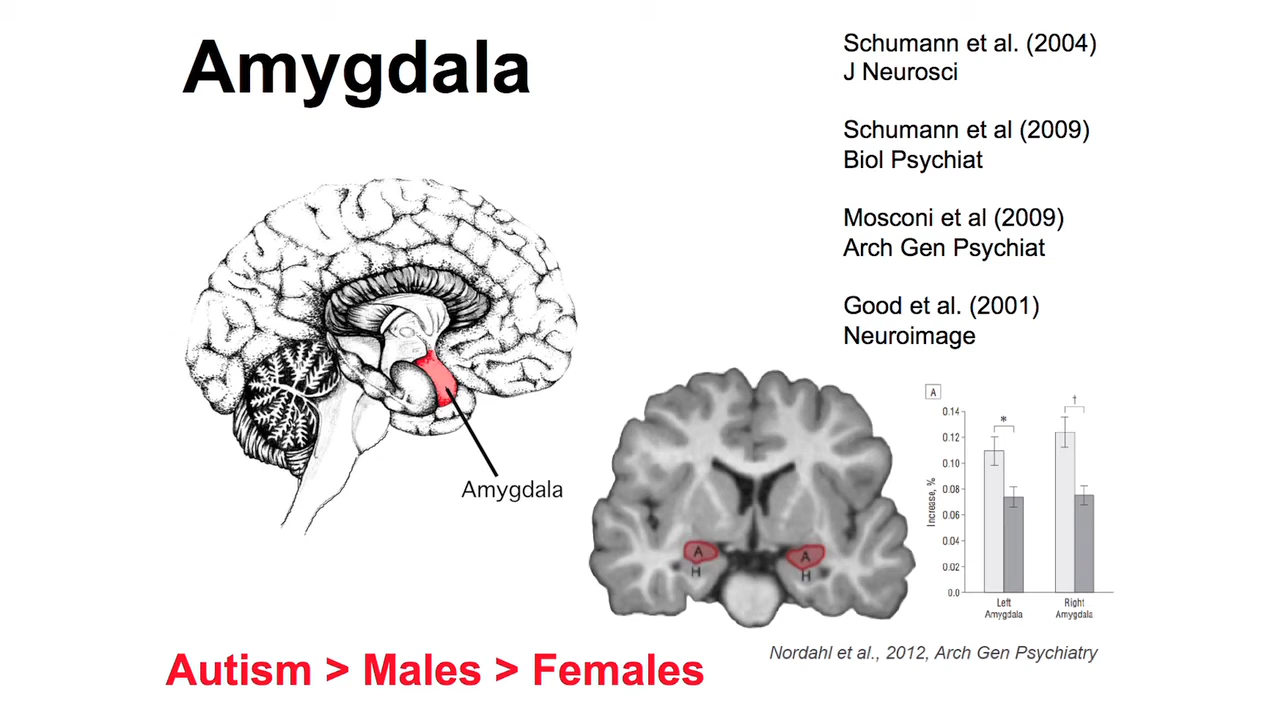 Amygdala
Schumann et al. (2004)
J Neurosci
Schumann et al (2009)
Biol Psychiat
Mosconi et al (2009)
Arch Gen Psychiat
Good et al. (2001)
Neuroimage
Amygdala
A
A
H
H
A
*
†
0.14
0.12
0.10
0.08
0.06
0.04
0.02
0.0
Increase, %
Left
Amygdala
Right
Amygdala
Nordahl et al., 2012, Arch Gen Psychiatry
Autism > Males > Females